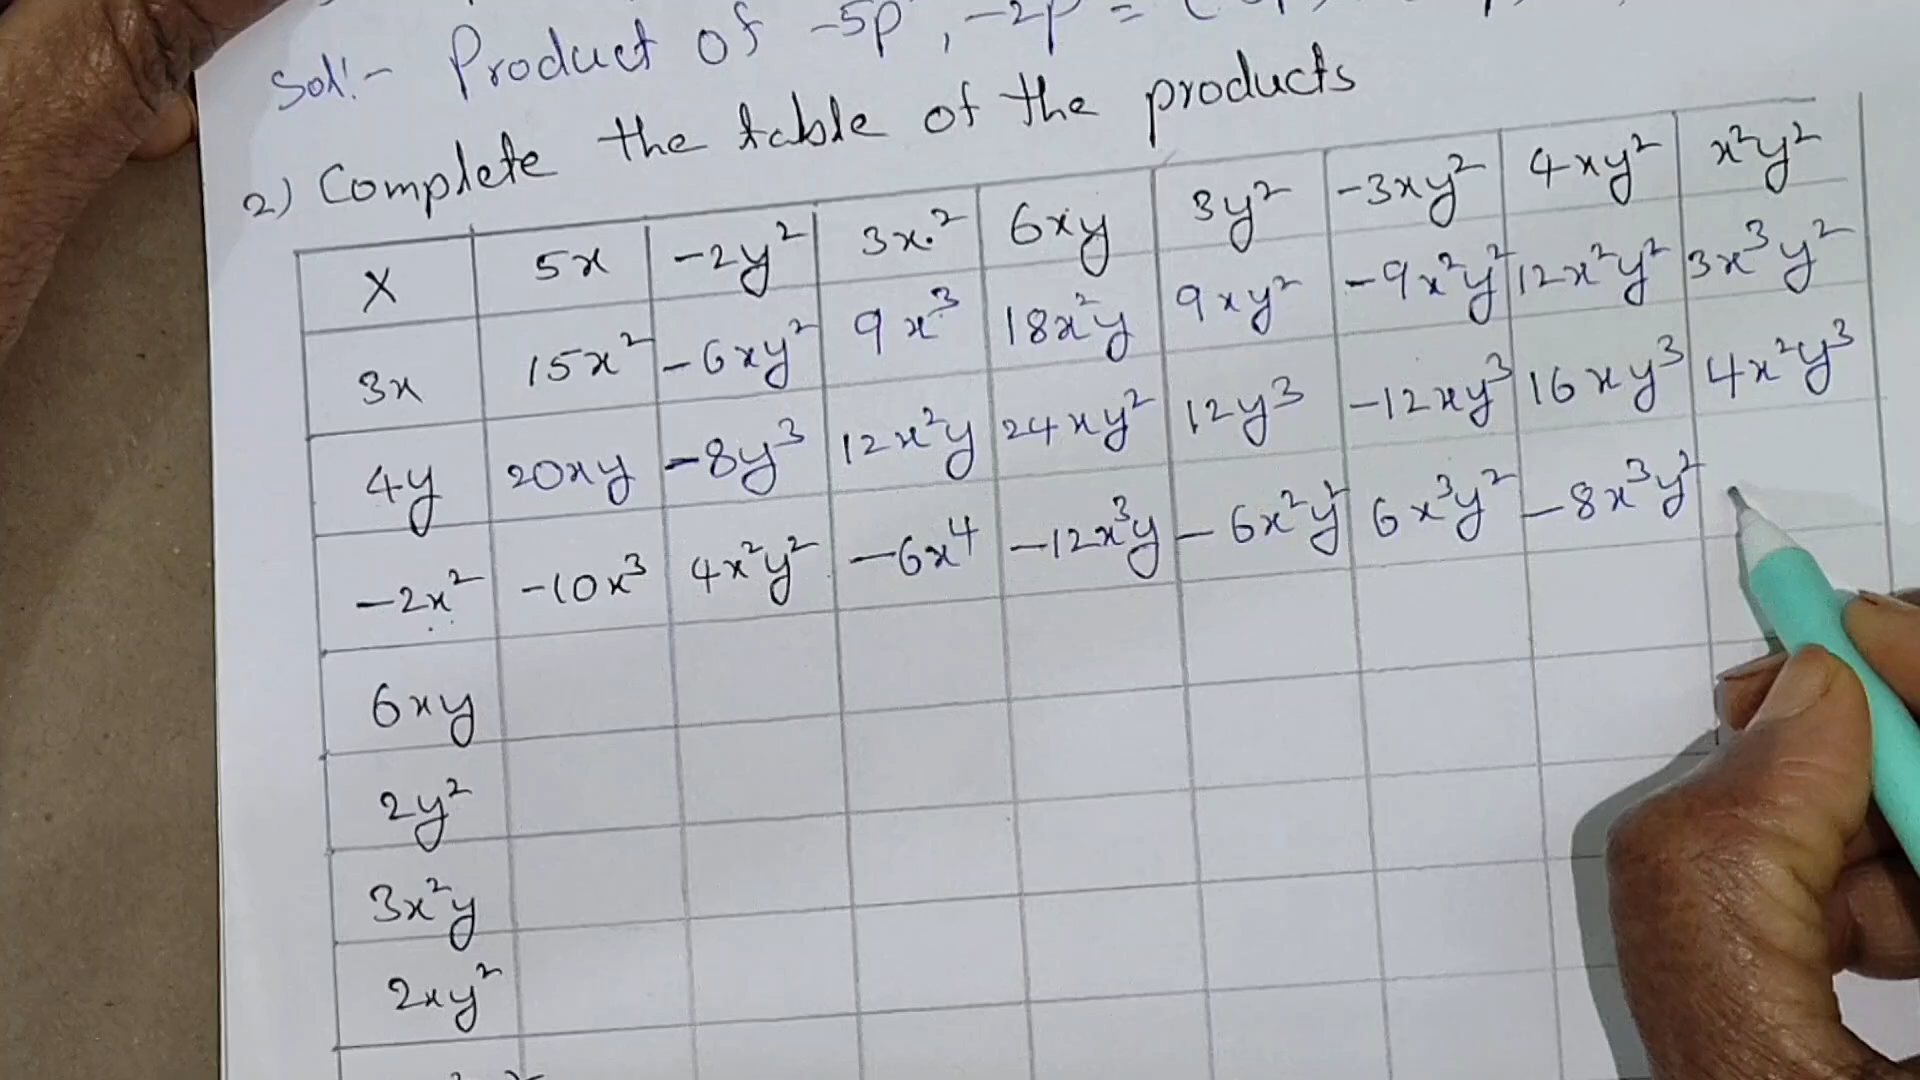 Sol:- Product of -5p , -2p =
2) Complete the table of the products
X 5x -2y² 3x² 6xy 3y² -3xy² 4xy² x²y²
3x 15x² -6xy² 9x³ 18x²y 9xy² -9x²y² 12x²y² 3x³y²
4y 20xy -8y³ 12x²y 24xy² 12y³ -12xy³ 16xy³ 4x²y³
-2x² -10x³ 4x²y² -6x⁴ -12x³y -6x²y² 6x³y² -8x³y²
6xy
2y²
3x²y
2xy²